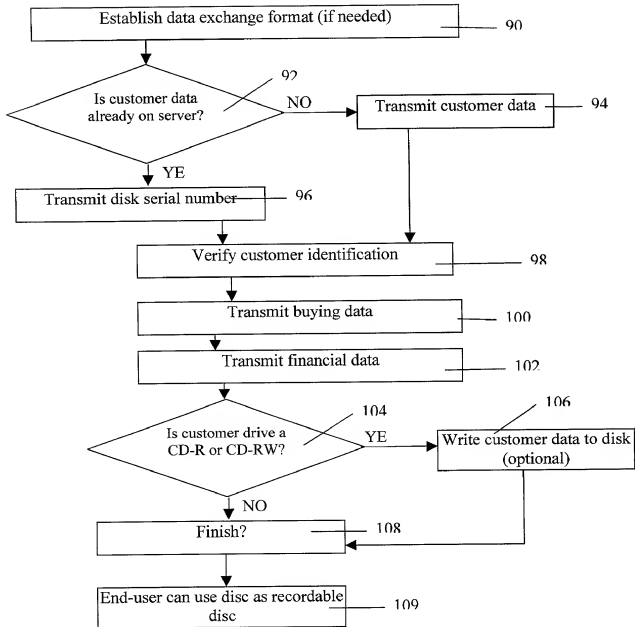 Establish data exchange format (if needed)
90
92
Is customer data
already on server?
NO
Transmit customer data
94
YE
Transmit disk serial number
96
Verify customer identification
98
Transmit buying data
100
Transmit financial data
102
104
Is customer drive a
CD-R or CD-RW?
YE
106
Write customer data to disk
(optional)
NO
Finish?
108
End-user can use disc as recordable
disc
109